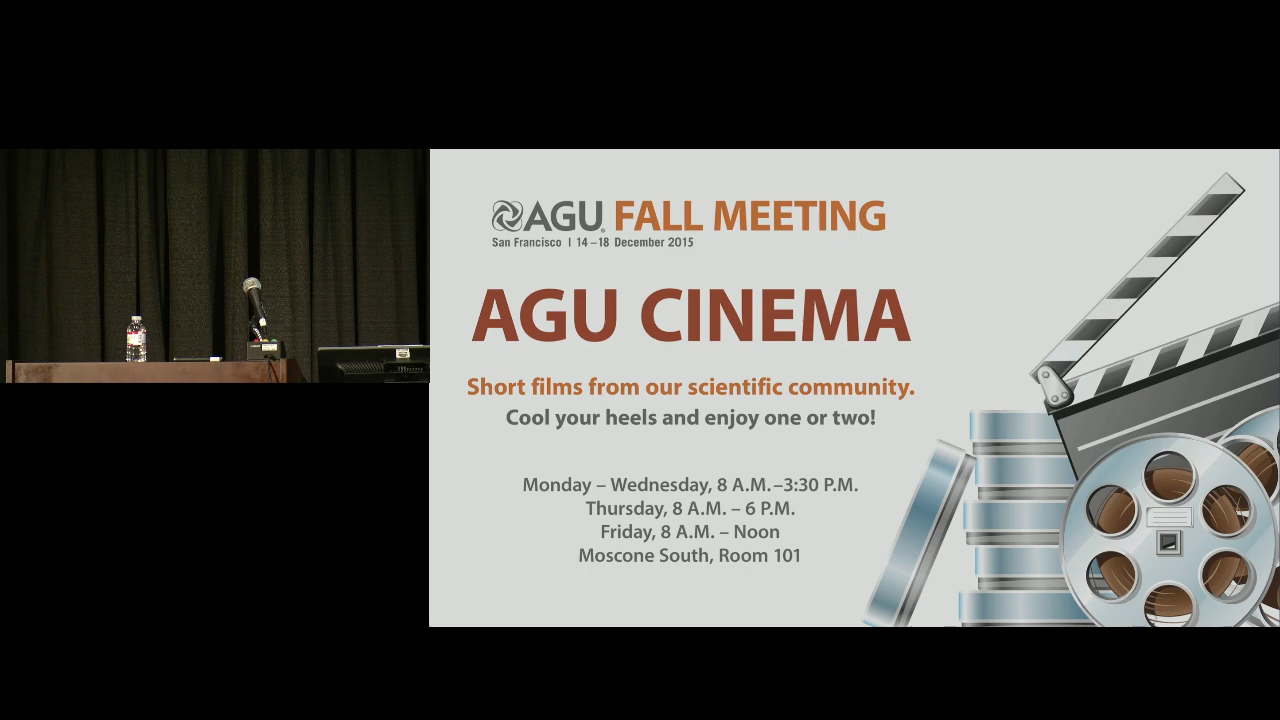 AGU® FALL MEETING
San Francisco | 14–18 December 2015
AGU CINEMA
Short films from our scientific community.
Cool your heels and enjoy one or two!
Monday – Wednesday, 8 A.M.–3:30 P.M.
Thursday, 8 A.M. – 6 P.M.
Friday, 8 A.M. – Noon
Moscone South, Room 101